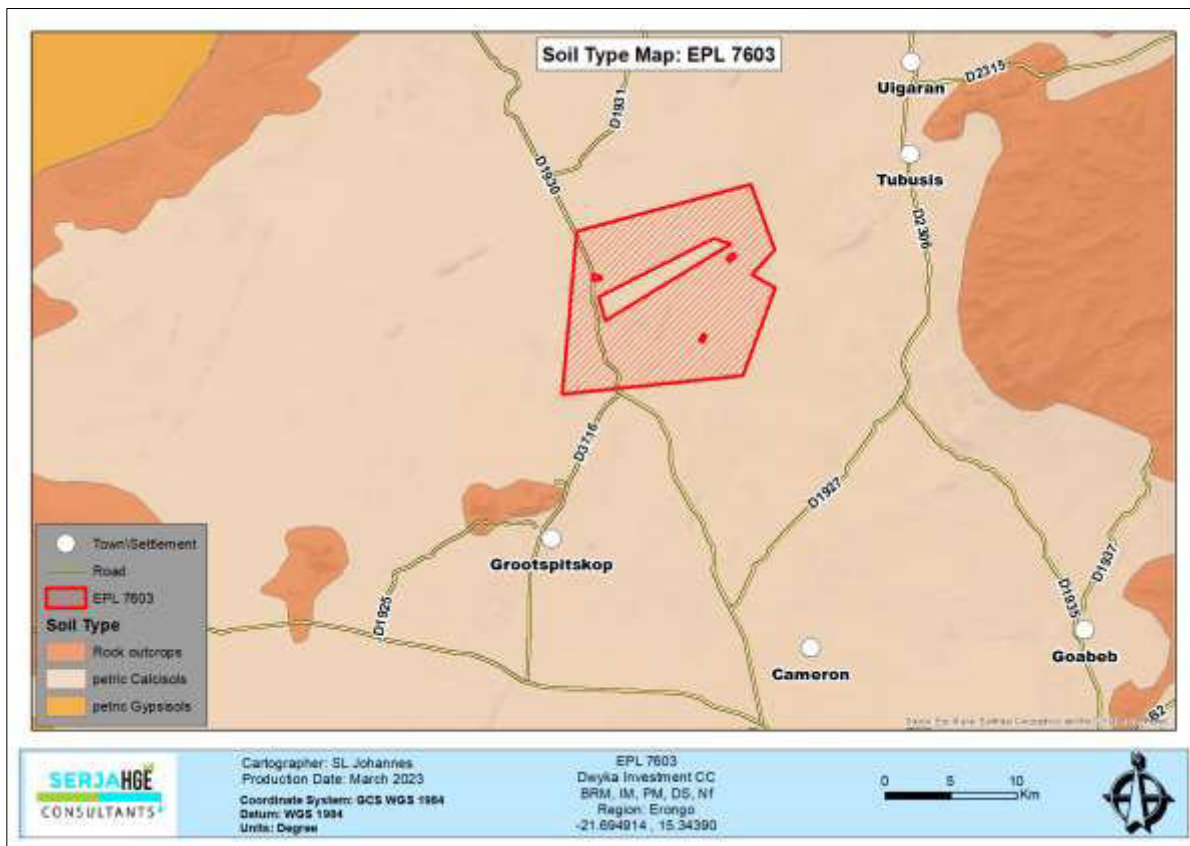 Soil Type Map: EPL 7603
Uigaran
D2315
D1931
Tubusis
D1930
D2306
D3716
D1927
Grootspitskop
D1925
D1937
D1935
Cameron
Goabeb
B2
Town\Settlement
Road
EPL 7603
Soil Type
Rock outcrops
petric Calcisols
petric Gypsisols
SERJAHGE
CONSULTANTS
Cartographer: SL Johannes
Production Date: March 2023
Coordinate System: GCS WGS 1984
Datum: WGS 1984
Units: Degree
EPL 7603
Dwyka Investment CC
BRM, IM, PM, DS, Nf
Region: Erongo
-21.694914 , 15.34390
0 5 10
Km